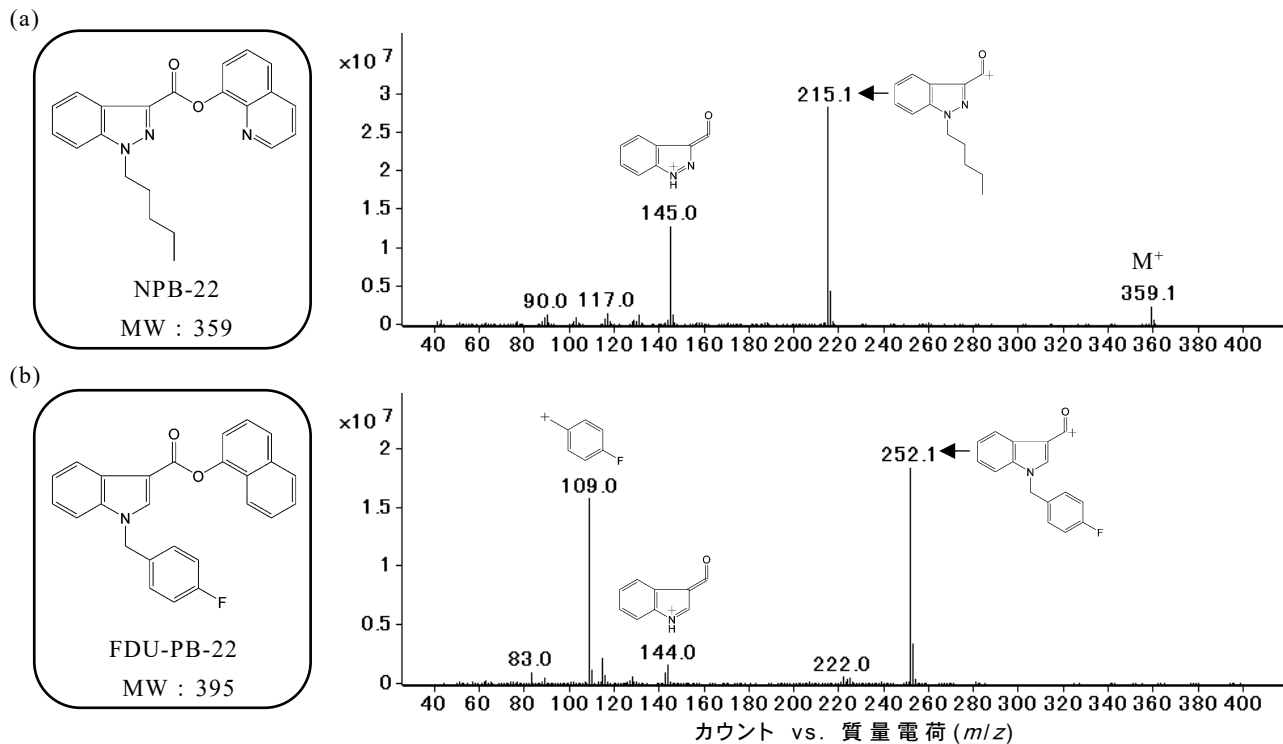 (a)
NPB-22
MW : 359
×10 7
3
2.5
2
1.5
1
0.5
0
O
O
N
N
N
O
N
N
H
+
145.0
215.1
O
+
N
N
M+
359.1
90.0
117.0
40 60 80 100 120 140 160 180 200 220 240 260 280 300 320 340 360 380 400
(b)
O
O
N
F
FDU-PB-22
MW : 395
×10 7
2
1.5
1
0.5
0
+
F
109.0
O
+
N
H
144.0
83.0
222.0
252.1
O
+
N
F
40 60 80 100 120 140 160 180 200 220 240 260 280 300 320 340 360 380 400
カウント vs. 質量電荷(m/z)